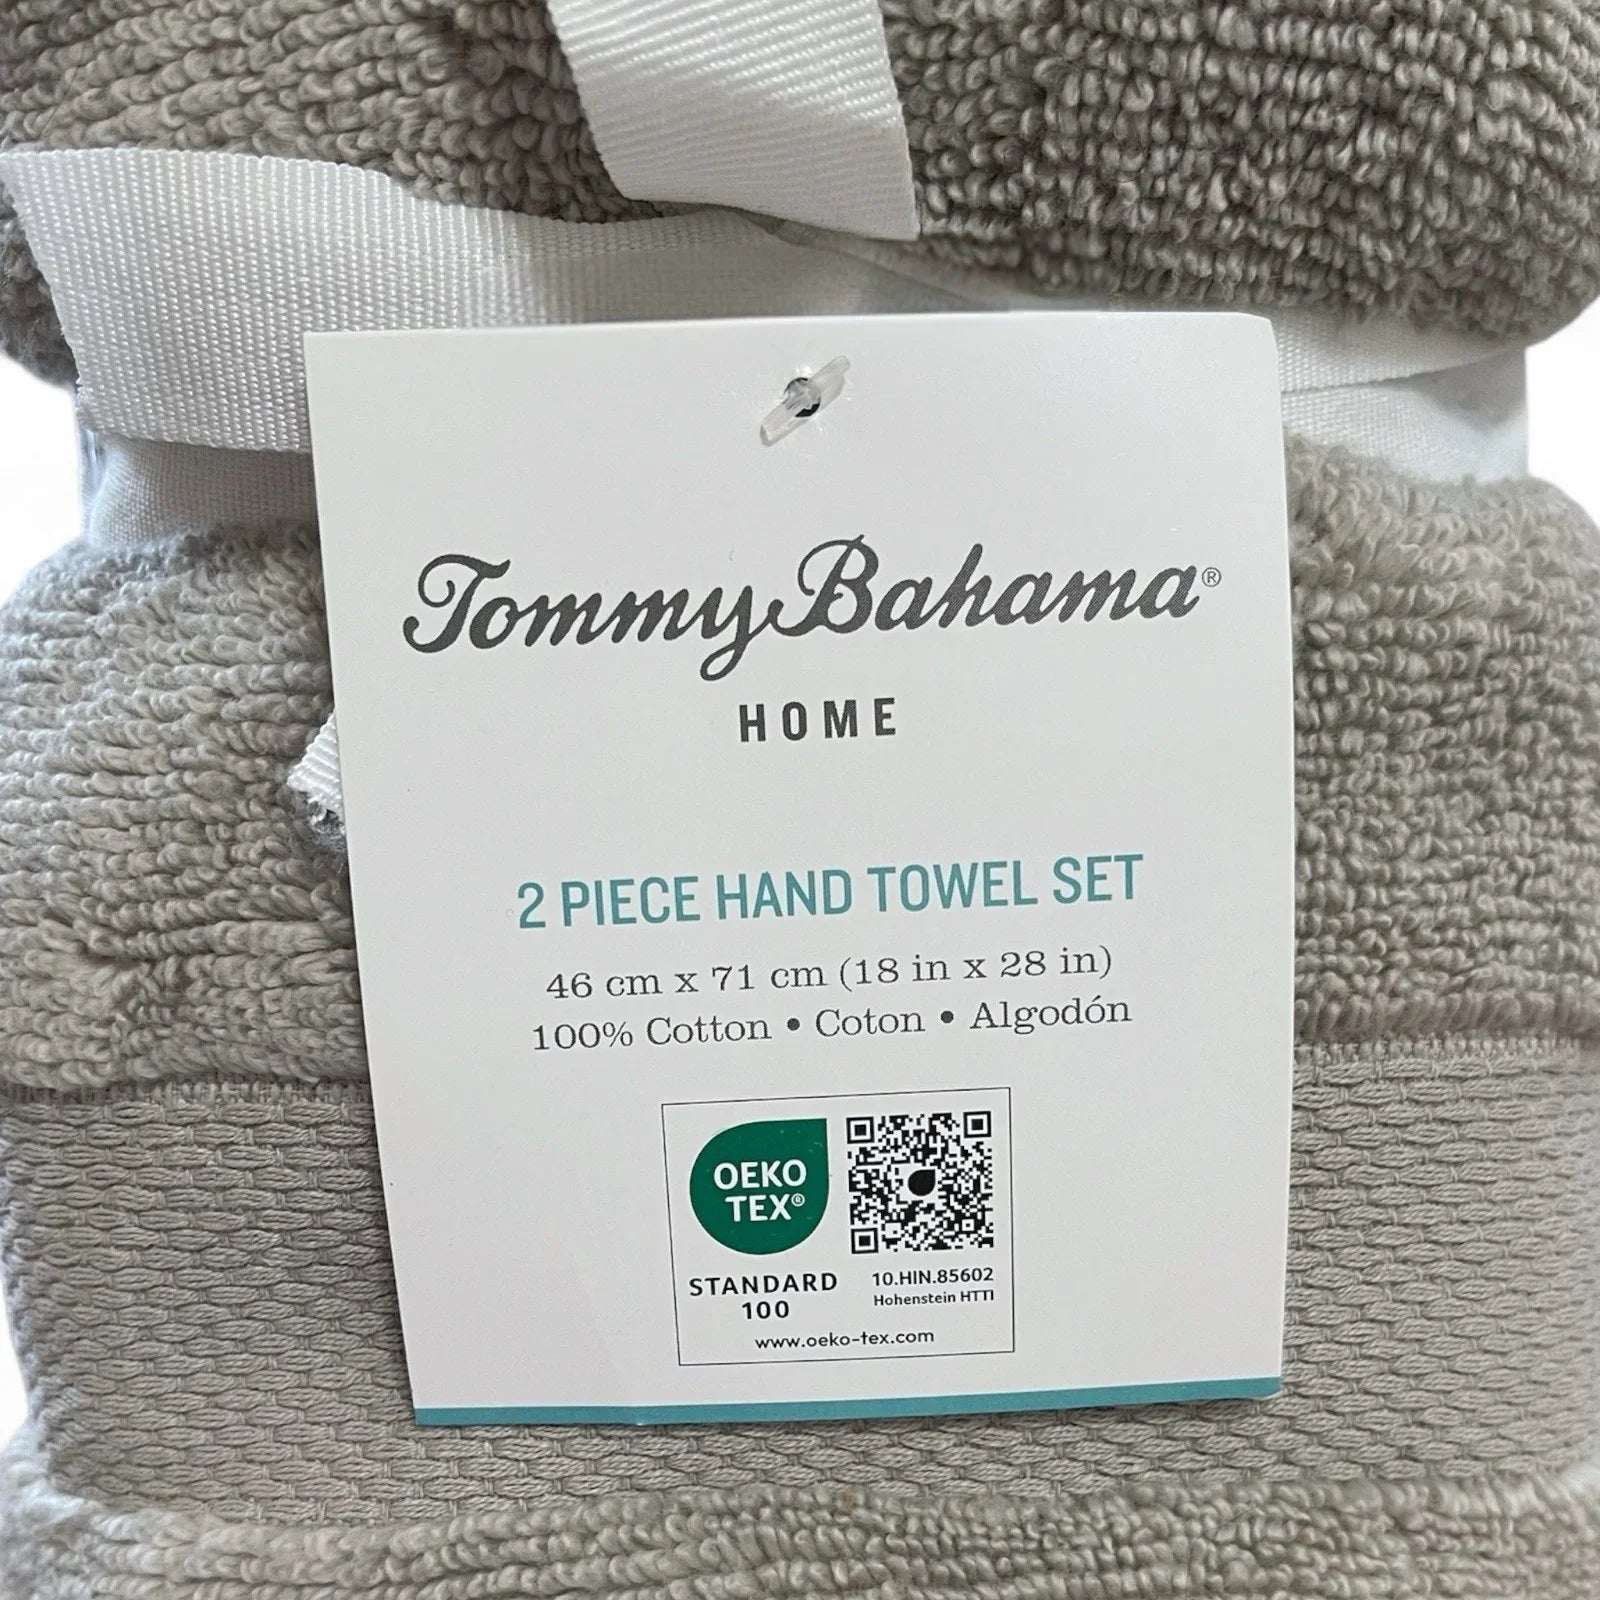 Tommy Bahama®
HOME
2 PIECE HAND TOWEL SET
46 cm x 71 cm (18 in x 28 in)
100% Cotton • Coton • Algodón
OEKO
TEX®
STANDARD
100
10.HIN.85602
Hohenstein HTTI
www.oeko-tex.com